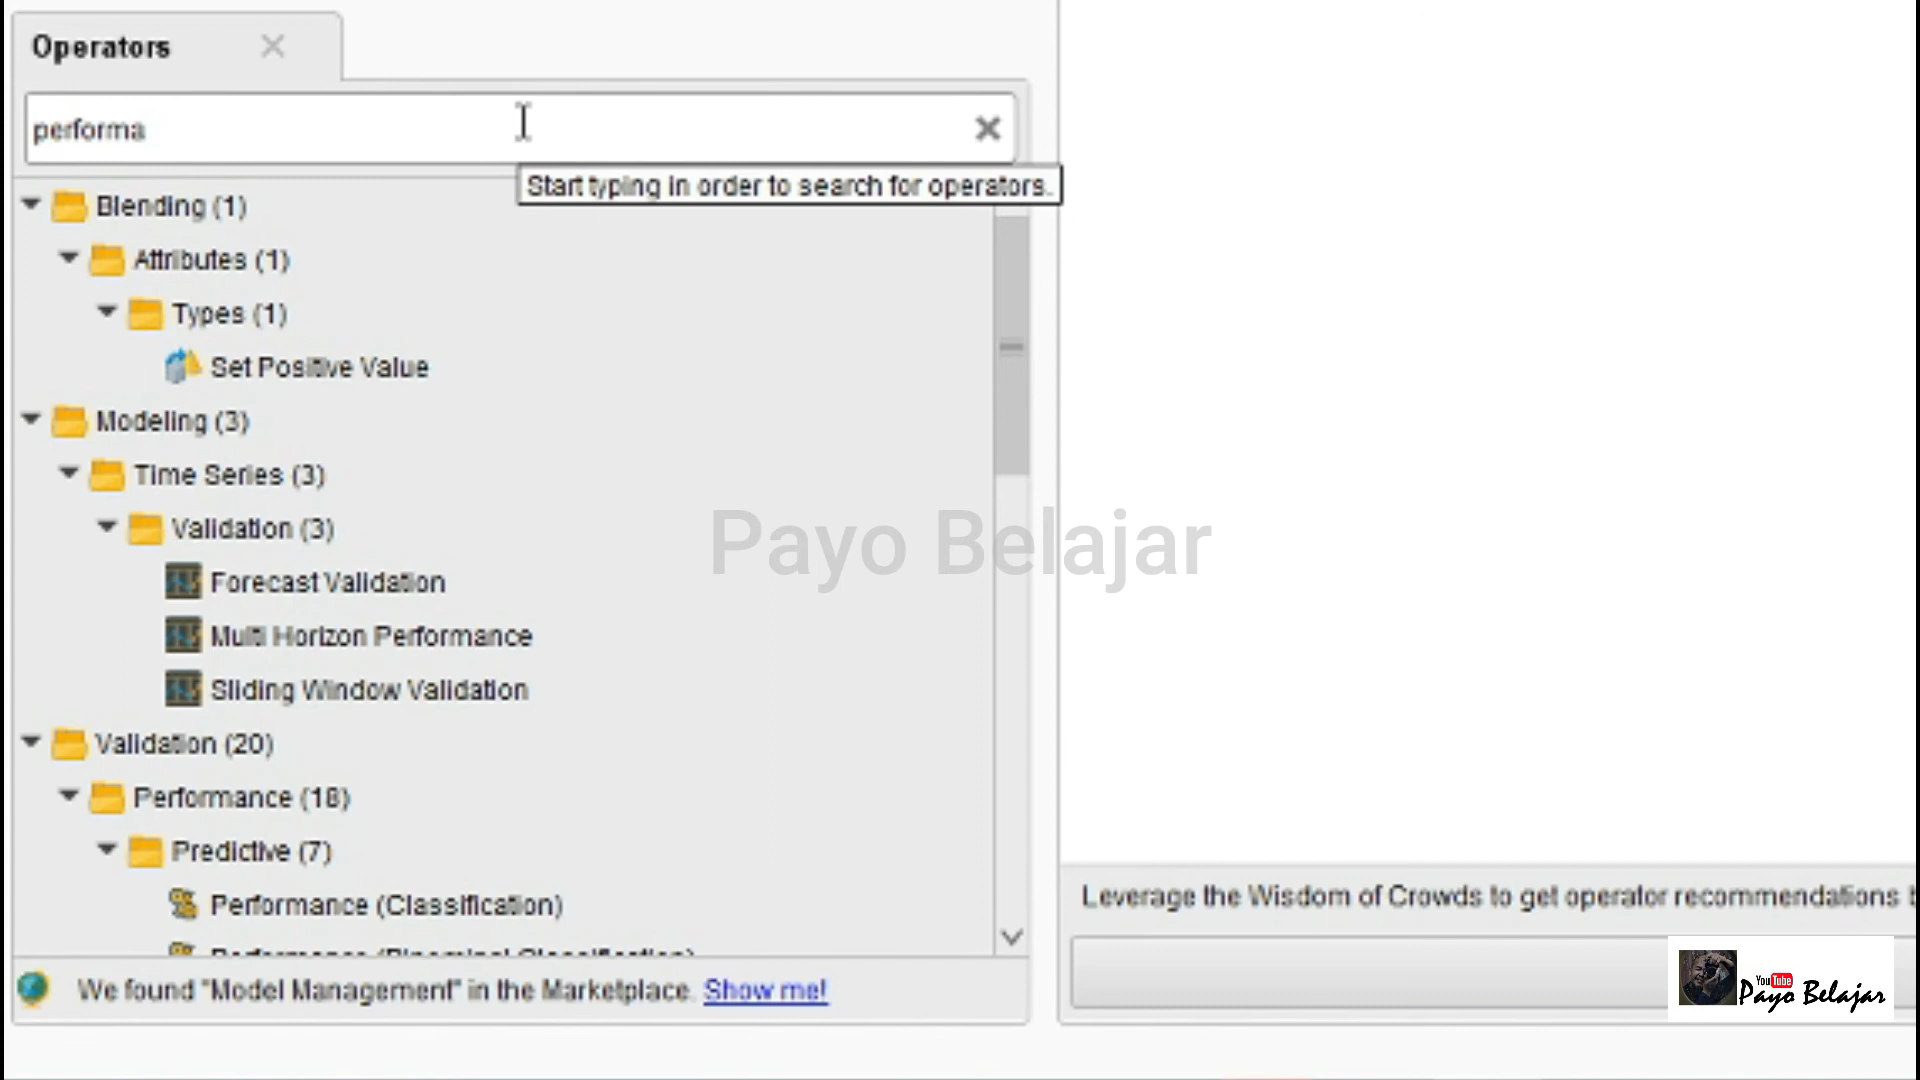 Operators
performa
Start typing in order to search for operators.
Blending (1)
Attributes (1)
Types (1)
Set Positive Value
Modeling (3)
Time Series (3)
Validation (3)
Forecast Validation
Multi Horizon Performance
Sliding Window Validation
Validation (20)
Performance (18)
Predictive (7)
Performance (Classification)
Performance (Binominal Classification)
We found "Model Management" in the Marketplace. Show me!
Payo Belajar
Leverage the Wisdom of Crowds to get operator recommendations b
YouTube
Payo Belajar